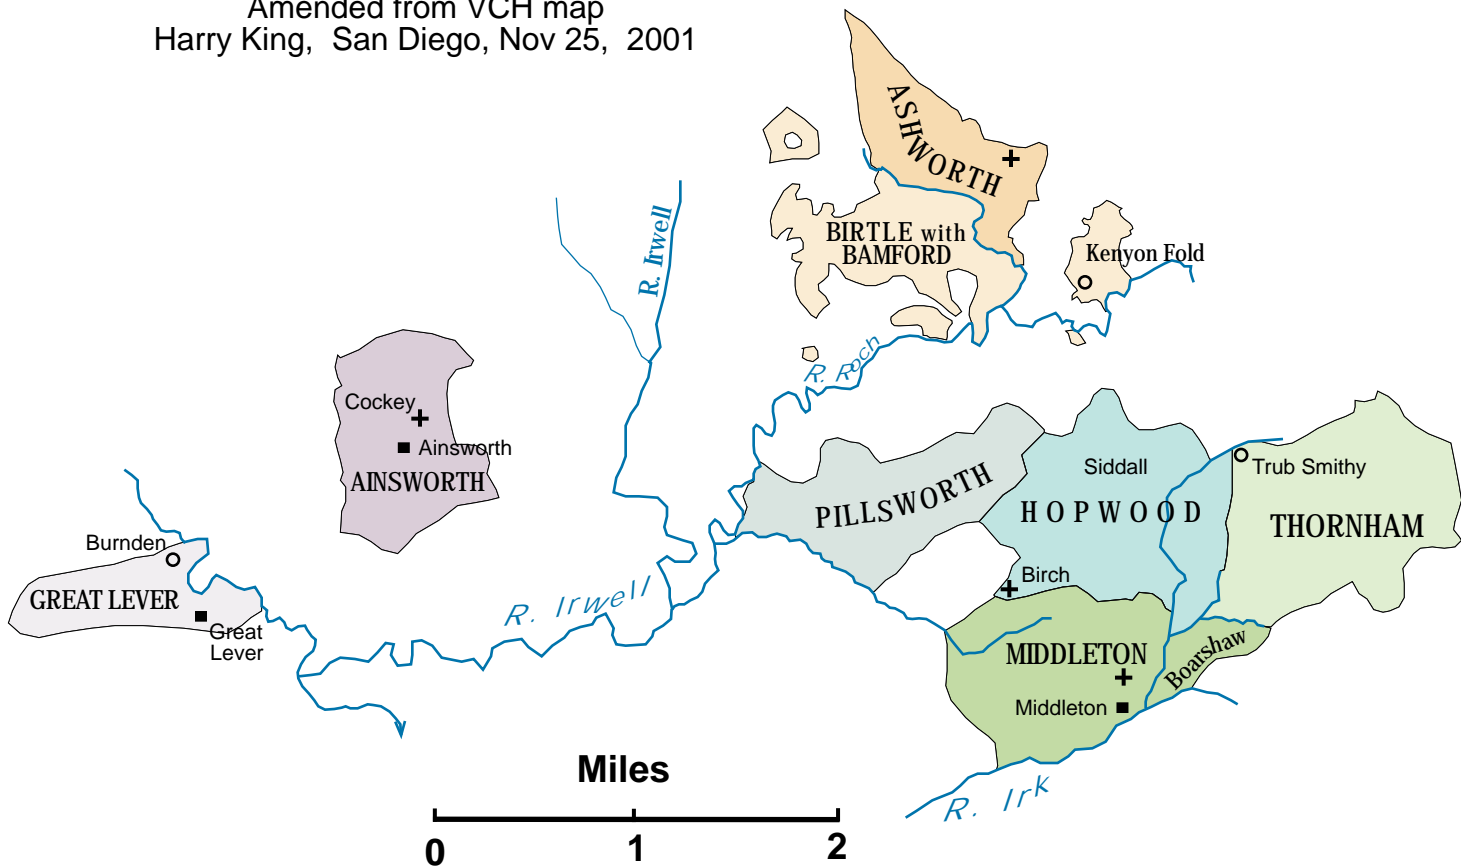 Amended from VCH map
Harry King, San Diego, Nov 25, 2001
ASHWORTH
R. Irwell
BIRTLE with
BAMFORD
Kenyon Fold
R. Roch
Cockey
Ainsworth
AINSWORTH
PILLSWORTH
Siddall
HOPWOOD
Trub Smithy
THORNHAM
Burnden
GREAT LEVER
Great
Lever
R. Irwell
Birch
MIDDLETON
Boarshaw
Middleton
R. Irk
Miles
0 1 2